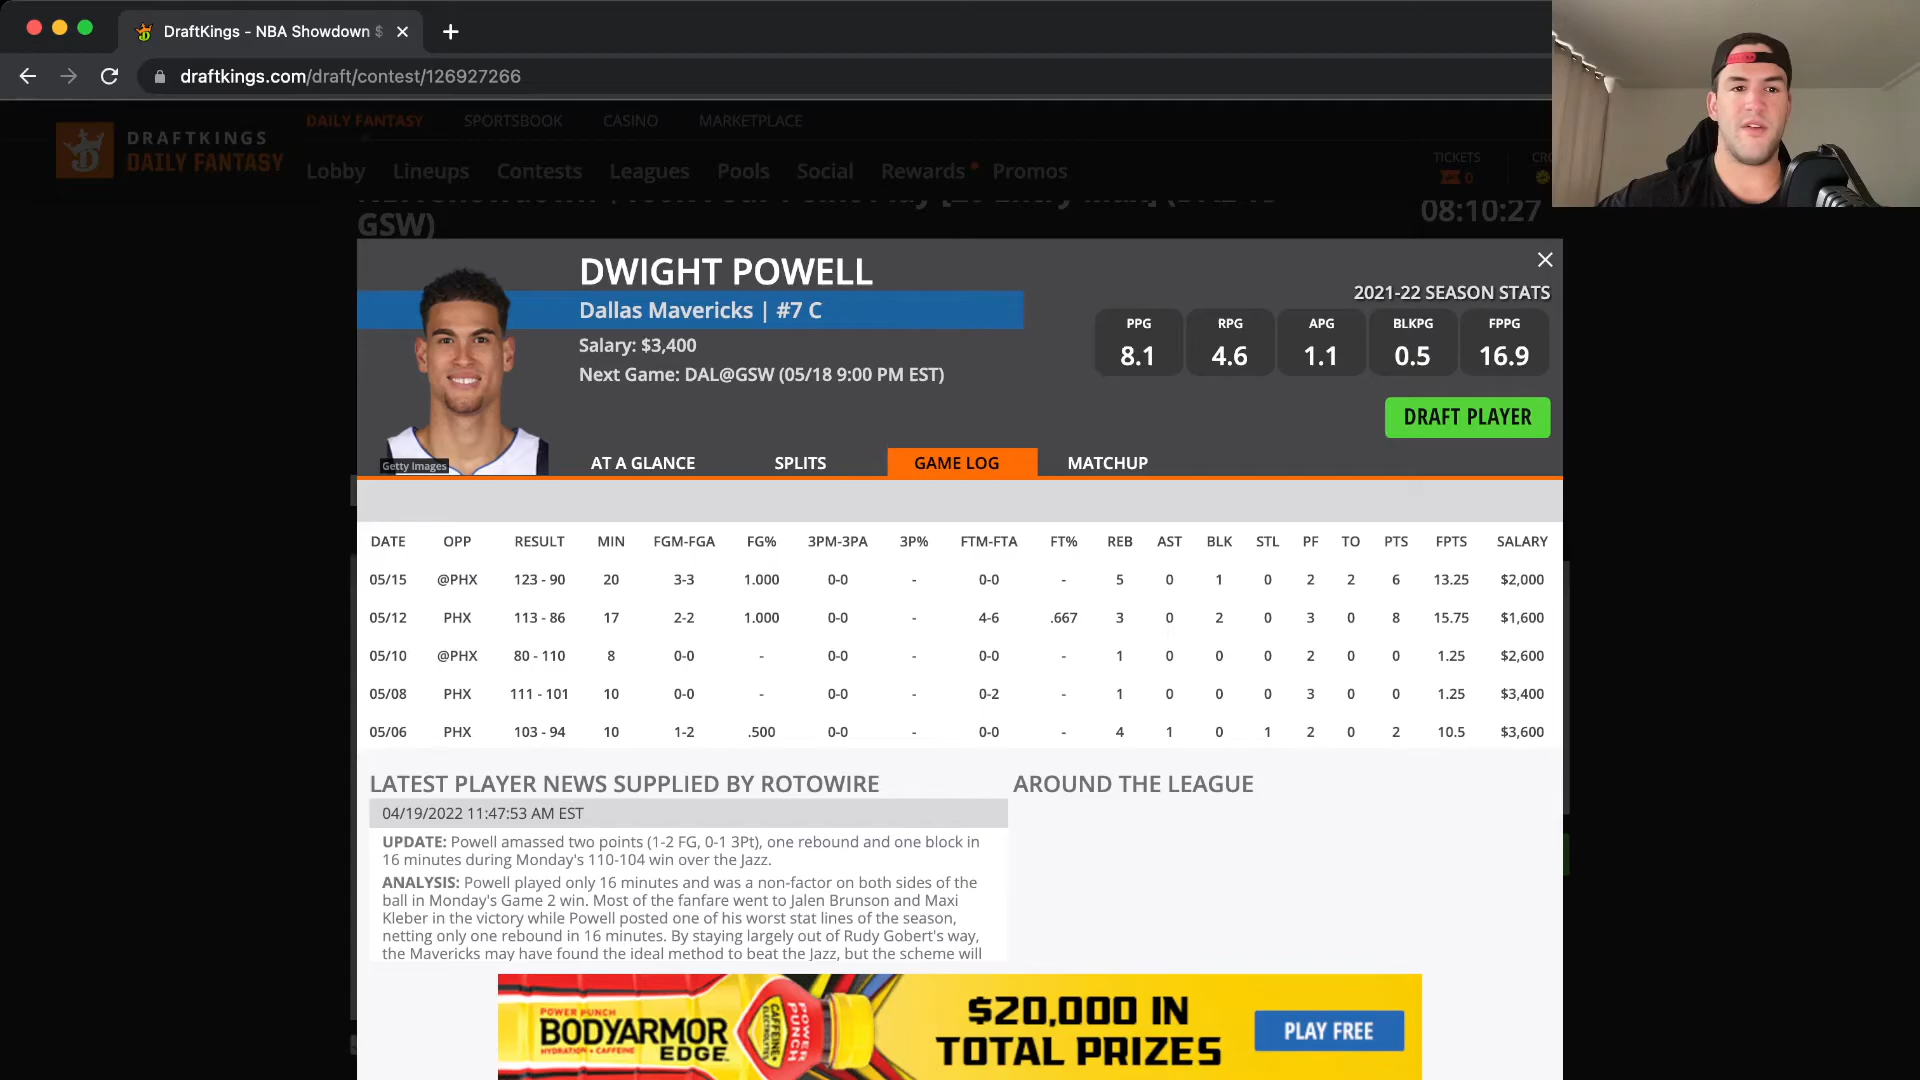 DraftKings - NBA Showdown $
draftkings.com/draft/contest/126927266
DRAFTKINGS
DAILY FANTASY
DAILY FANTASY SPORTSBOOK CASINO MARKETPLACE
Lobby Lineups Contests Leagues Pools Social Rewards Promos
TICKETS
0
GSW)
08:10:27
DWIGHT POWELL
Dallas Mavericks | #7 C
Salary: $3,400
Next Game: DAL@GSW (05/18 9:00 PM EST)
Getty Images
2021-22 SEASON STATS
PPG RPG APG BLKPG FPPG
8.1 4.6 1.1 0.5 16.9
DRAFT PLAYER
AT A GLANCE SPLITS GAME LOG MATCHUP
DATE OPP RESULT MIN FGM-FGA FG% 3PM-3PA 3P% FTM-FTA FT% REB AST BLK STL PF TO PTS FPTS SALARY
05/15 @PHX 123 - 90 20 3-3 1.000 0-0 - 0-0 - 5 0 1 0 2 2 6 13.25 $2,000
05/12 PHX 113 - 86 17 2-2 1.000 0-0 - 4-6 .667 3 0 2 0 3 0 8 15.75 $1,600
05/10 @PHX 80 - 110 8 0-0 - 0-0 - 0-0 - 1 0 0 0 2 0 0 1.25 $2,600
05/08 PHX 111 - 101 10 0-0 - 0-0 - 0-2 - 1 0 0 0 3 0 0 1.25 $3,400
05/06 PHX 103 - 94 10 1-2 .500 0-0 - 0-0 - 4 1 0 1 2 0 2 10.5 $3,600
LATEST PLAYER NEWS SUPPLIED BY ROTOWIRE
04/19/2022 11:47:53 AM EST
UPDATE: Powell amassed two points (1-2 FG, 0-1 3Pt), one rebound and one block in
16 minutes during Monday's 110-104 win over the Jazz.
ANALYSIS: Powell played only 16 minutes and was a non-factor on both sides of the
ball in Monday's Game 2 win. Most of the fanfare went to Jalen Brunson and Maxi
Kleber in the victory while Powell posted one of his worst stat lines of the season,
netting only one rebound in 16 minutes. By staying largely out of Rudy Gobert's way,
the Mavericks may have found the ideal method to beat the Jazz, but the scheme will
AROUND THE LEAGUE
POWER PUNCH
BODYARMOR
EDGE
HYDRATION + CAFFEINE
CAFFEINE+
ELECTROLYTES
POWER
PUNCH
$20,000 IN
TOTAL PRIZES
PLAY FREE